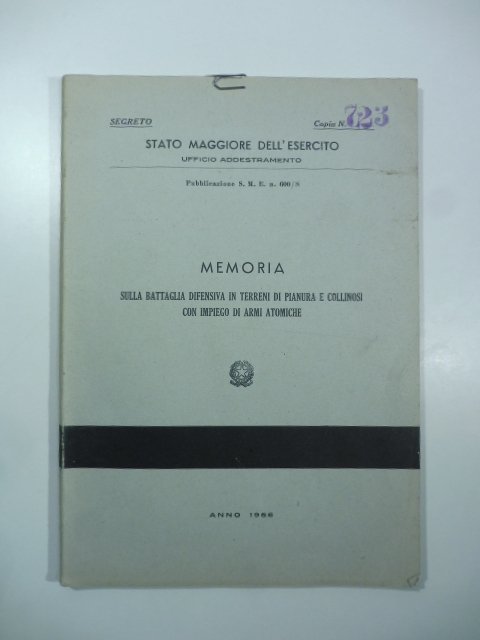 SEGRETO
Copia N. 723
STATO MAGGIORE DELL'ESERCITO
UFFICIO ADDESTRAMENTO
Pubblicazione S. M. E. n. 600/S
MEMORIA
SULLA BATTAGLIA DIFENSIVA IN TERRENI DI PIANURA E COLLINOSI
CON IMPIEGO DI ARMI ATOMICHE
ANNO 1966